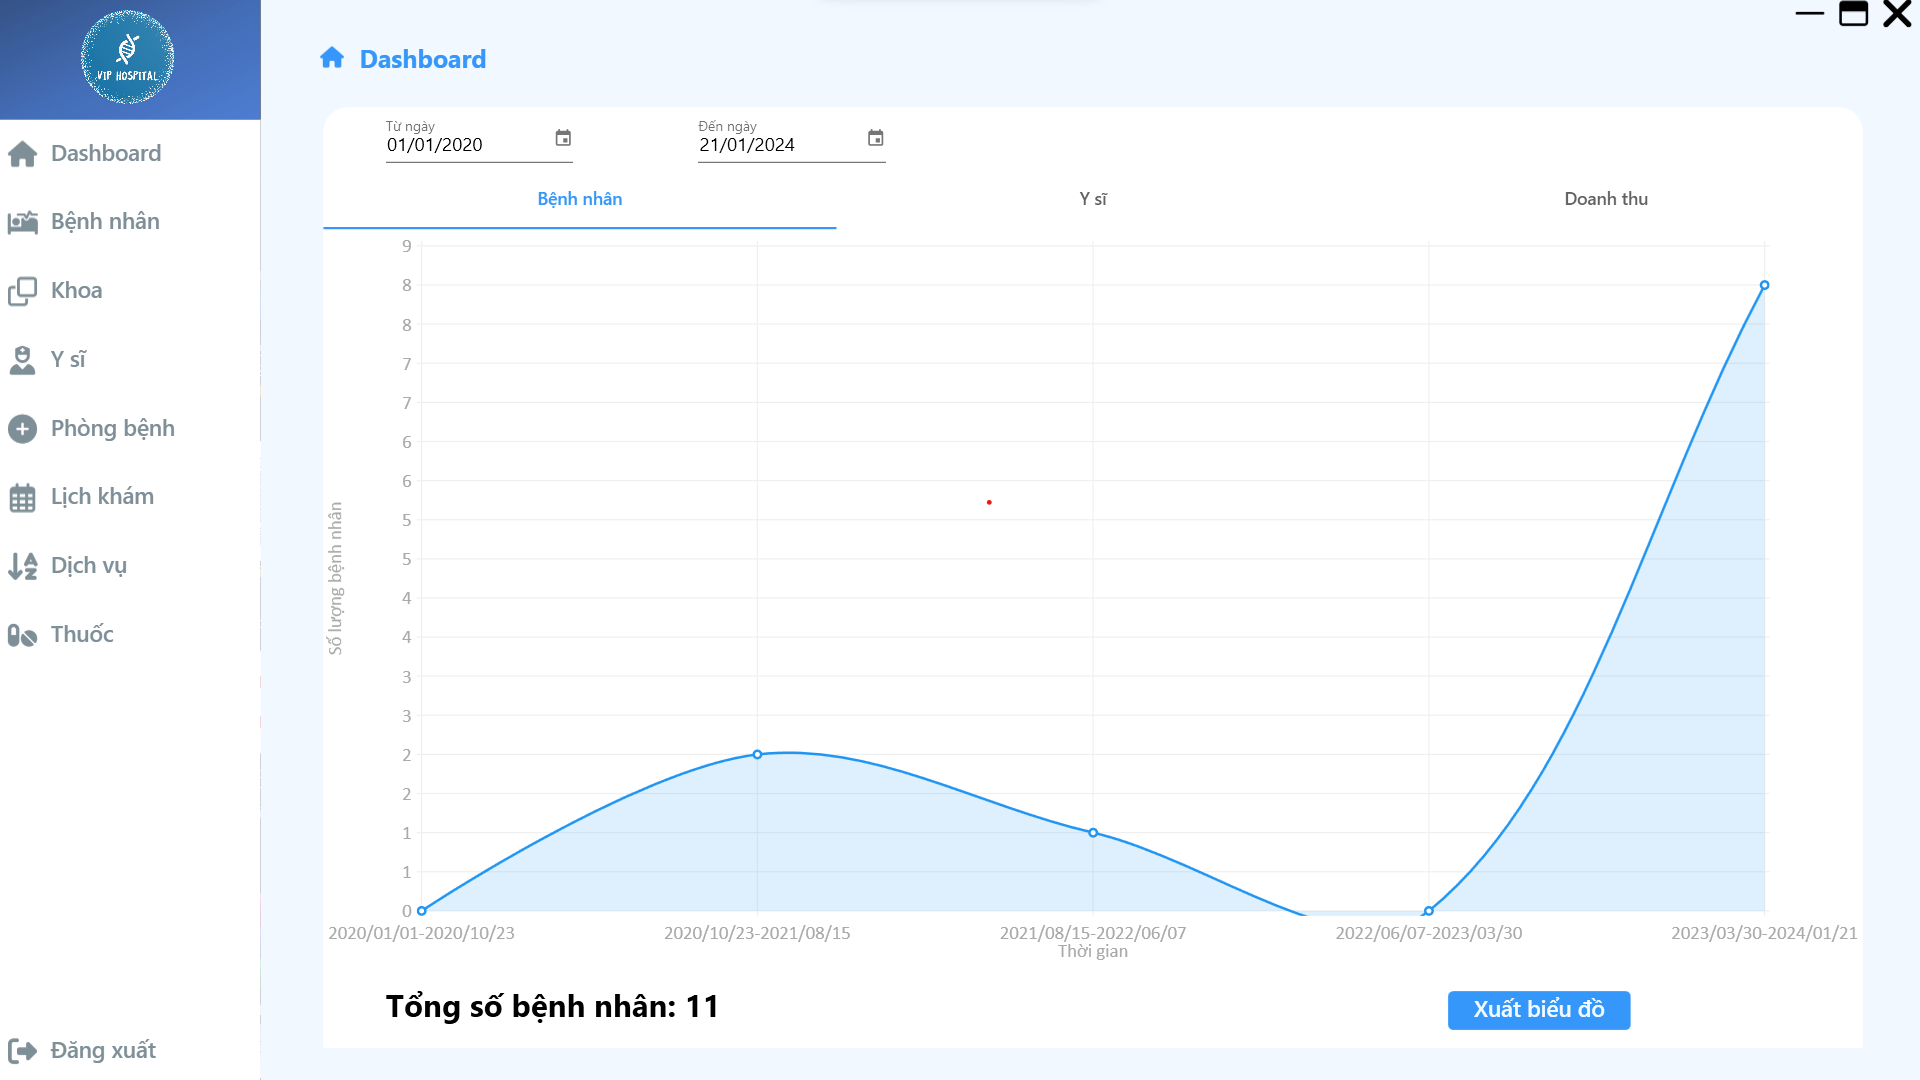 VIP HOSPITAL
Dashboard
Bệnh nhân
Khoa
Y sĩ
Phòng bệnh
Lịch khám
Dịch vụ
Thuốc
Đăng xuất
Dashboard
Từ ngày
01/01/2020
Đến ngày
21/01/2024
Bệnh nhân
Y sĩ
Doanh thu
9
8
8
7
7
6
6
5
5
4
4
3
3
2
2
1
1
0
Số lượng bệnh nhân
2020/01/01-2020/10/23
2020/10/23-2021/08/15
2021/08/15-2022/06/07
2022/06/07-2023/03/30
2023/03/30-2024/01/21
Thời gian
Tổng số bệnh nhân: 11
Xuất biểu đồ